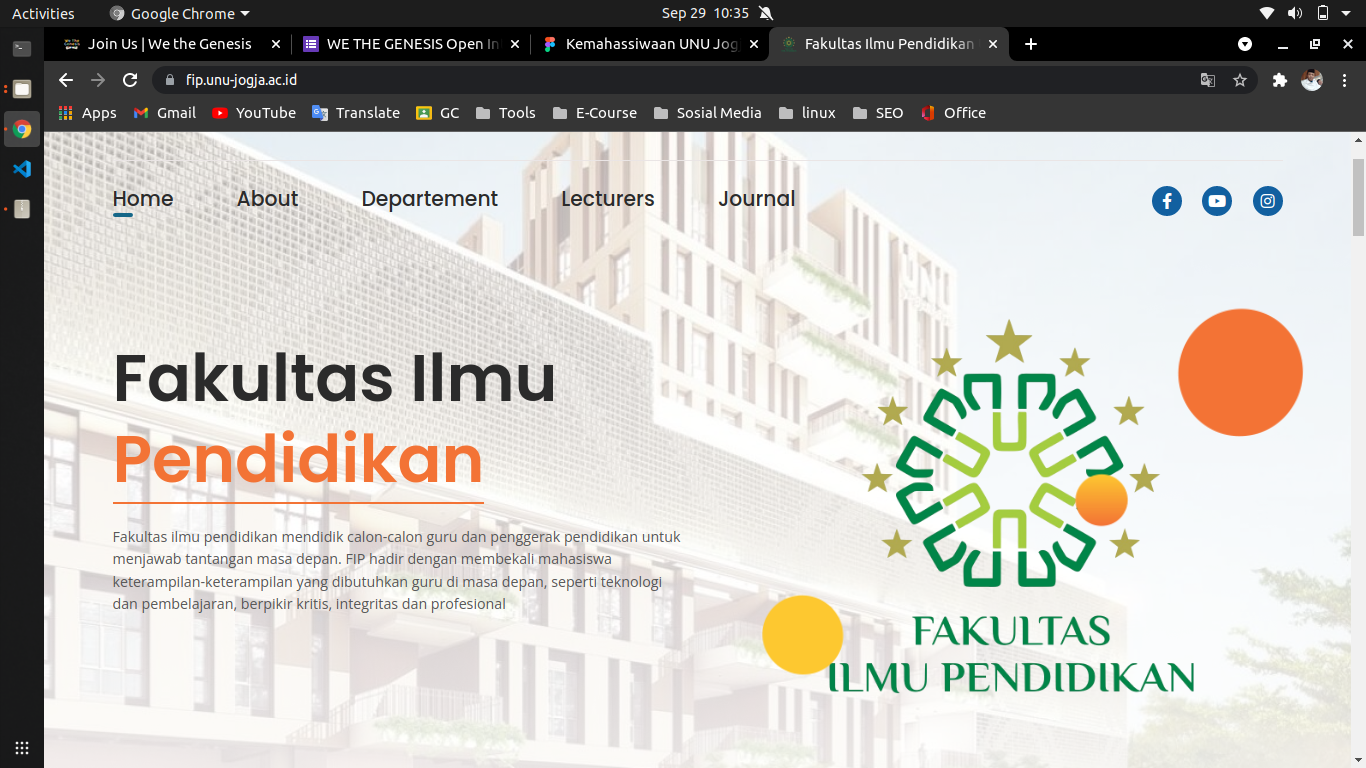 Activities
Google Chrome
Sep 29 10:35
Join Us | We the Genesis
WE THE GENESIS Open In
Kemahassiwaan UNU Jog
Fakultas Ilmu Pendidikan
fip.unu-jogja.ac.id
Apps
Gmail
YouTube
Translate
GC
Tools
E-Course
Sosial Media
linux
SEO
Office
Home
About
Departement
Lecturers
Journal
UNU
Fakultas Ilmu
Pendidikan
Fakultas ilmu pendidikan mendidik calon-calon guru dan penggerak pendidikan untuk
menjawab tantangan masa depan. FIP hadir dengan membekali mahasiswa
keterampilan-keterampilan yang dibutuhkan guru di masa depan, seperti teknologi
dan pembelajaran, berpikir kritis, integritas dan profesional
FAKULTAS
ILMU PENDIDIKAN